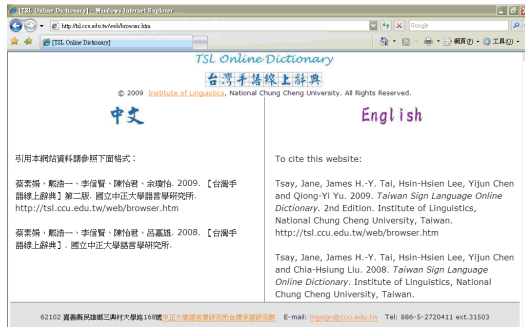 [TSL Online Dictionary] - Windows Internet Explorer
http://tsl.ccu.edu.tw/web/browser.htm
Google
[TSL Online Dictionary]
網頁(P)
工具(O)
TSL Online Dictionary
台灣手語線上辭典
© 2009 Institute of Linguistics, National Chung Cheng University. All Rights Reserved.
中文
引用本網站資料請參照下面格式：
蔡素娟、戴浩一、李信賢、陳怡君、余瓊怡. 2009. 【台灣手
語線上辭典】第二版. 國立中正大學語言學研究所.
http://tsl.ccu.edu.tw/web/browser.htm
蔡素娟、戴浩一、李信賢、陳怡君、呂嘉雄. 2008. 【台灣手
語線上辭典】. 國立中正大學語言學研究所.
English
To cite this website:
Tsay, Jane, James H.-Y. Tai, Hsin-Hsien Lee, Yijun Chen
and Qiong-Yi Yu. 2009. Taiwan Sign Language Online
Dictionary. 2nd Edition. Institute of Linguistics,
National Chung Cheng University, Taiwan.
http://tsl.ccu.edu.tw/web/browser.htm
Tsay, Jane, James H.-Y. Tai, Hsin-Hsien Lee, Yijun Chen
and Chia-Hsiung Liu. 2008. Taiwan Sign Language
Online Dictionary. Institute of Linguistics, National
Chung Cheng University, Taiwan.
62102 嘉義縣民雄鄉三興村大學路168號中正大學語言學研究所台灣手語研究群 E-mail: lngsign@ccu.edu.tw Tel: 886-5-2720411 ext.31503